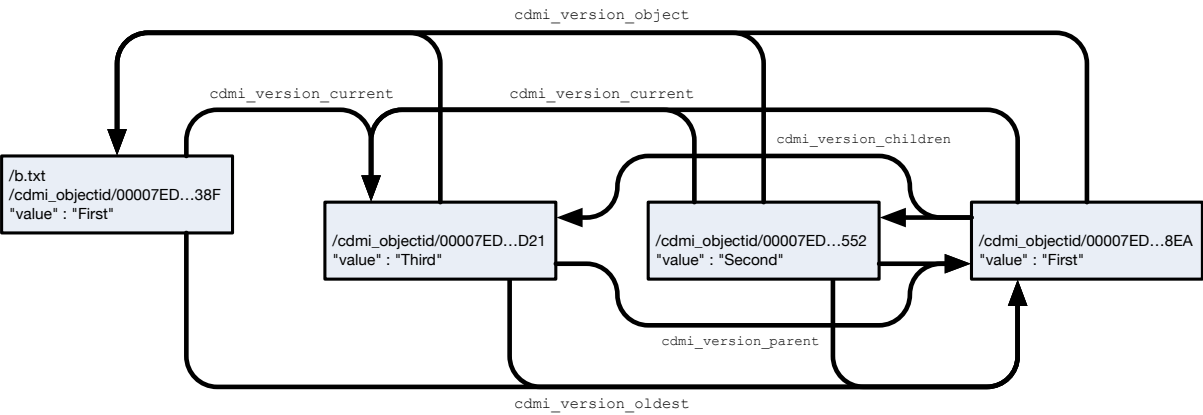 cdmi_version_object
cdmi_version_current
cdmi_version_current
cdmi_version_children
/b.txt
/cdmi_objectid/00007ED...38F
"value" : "First"
/cdmi_objectid/00007ED...D21
"value" : "Third"
/cdmi_objectid/00007ED...552
"value" : "Second"
/cdmi_objectid/00007ED...8EA
"value" : "First"
cdmi_version_parent
cdmi_version_oldest